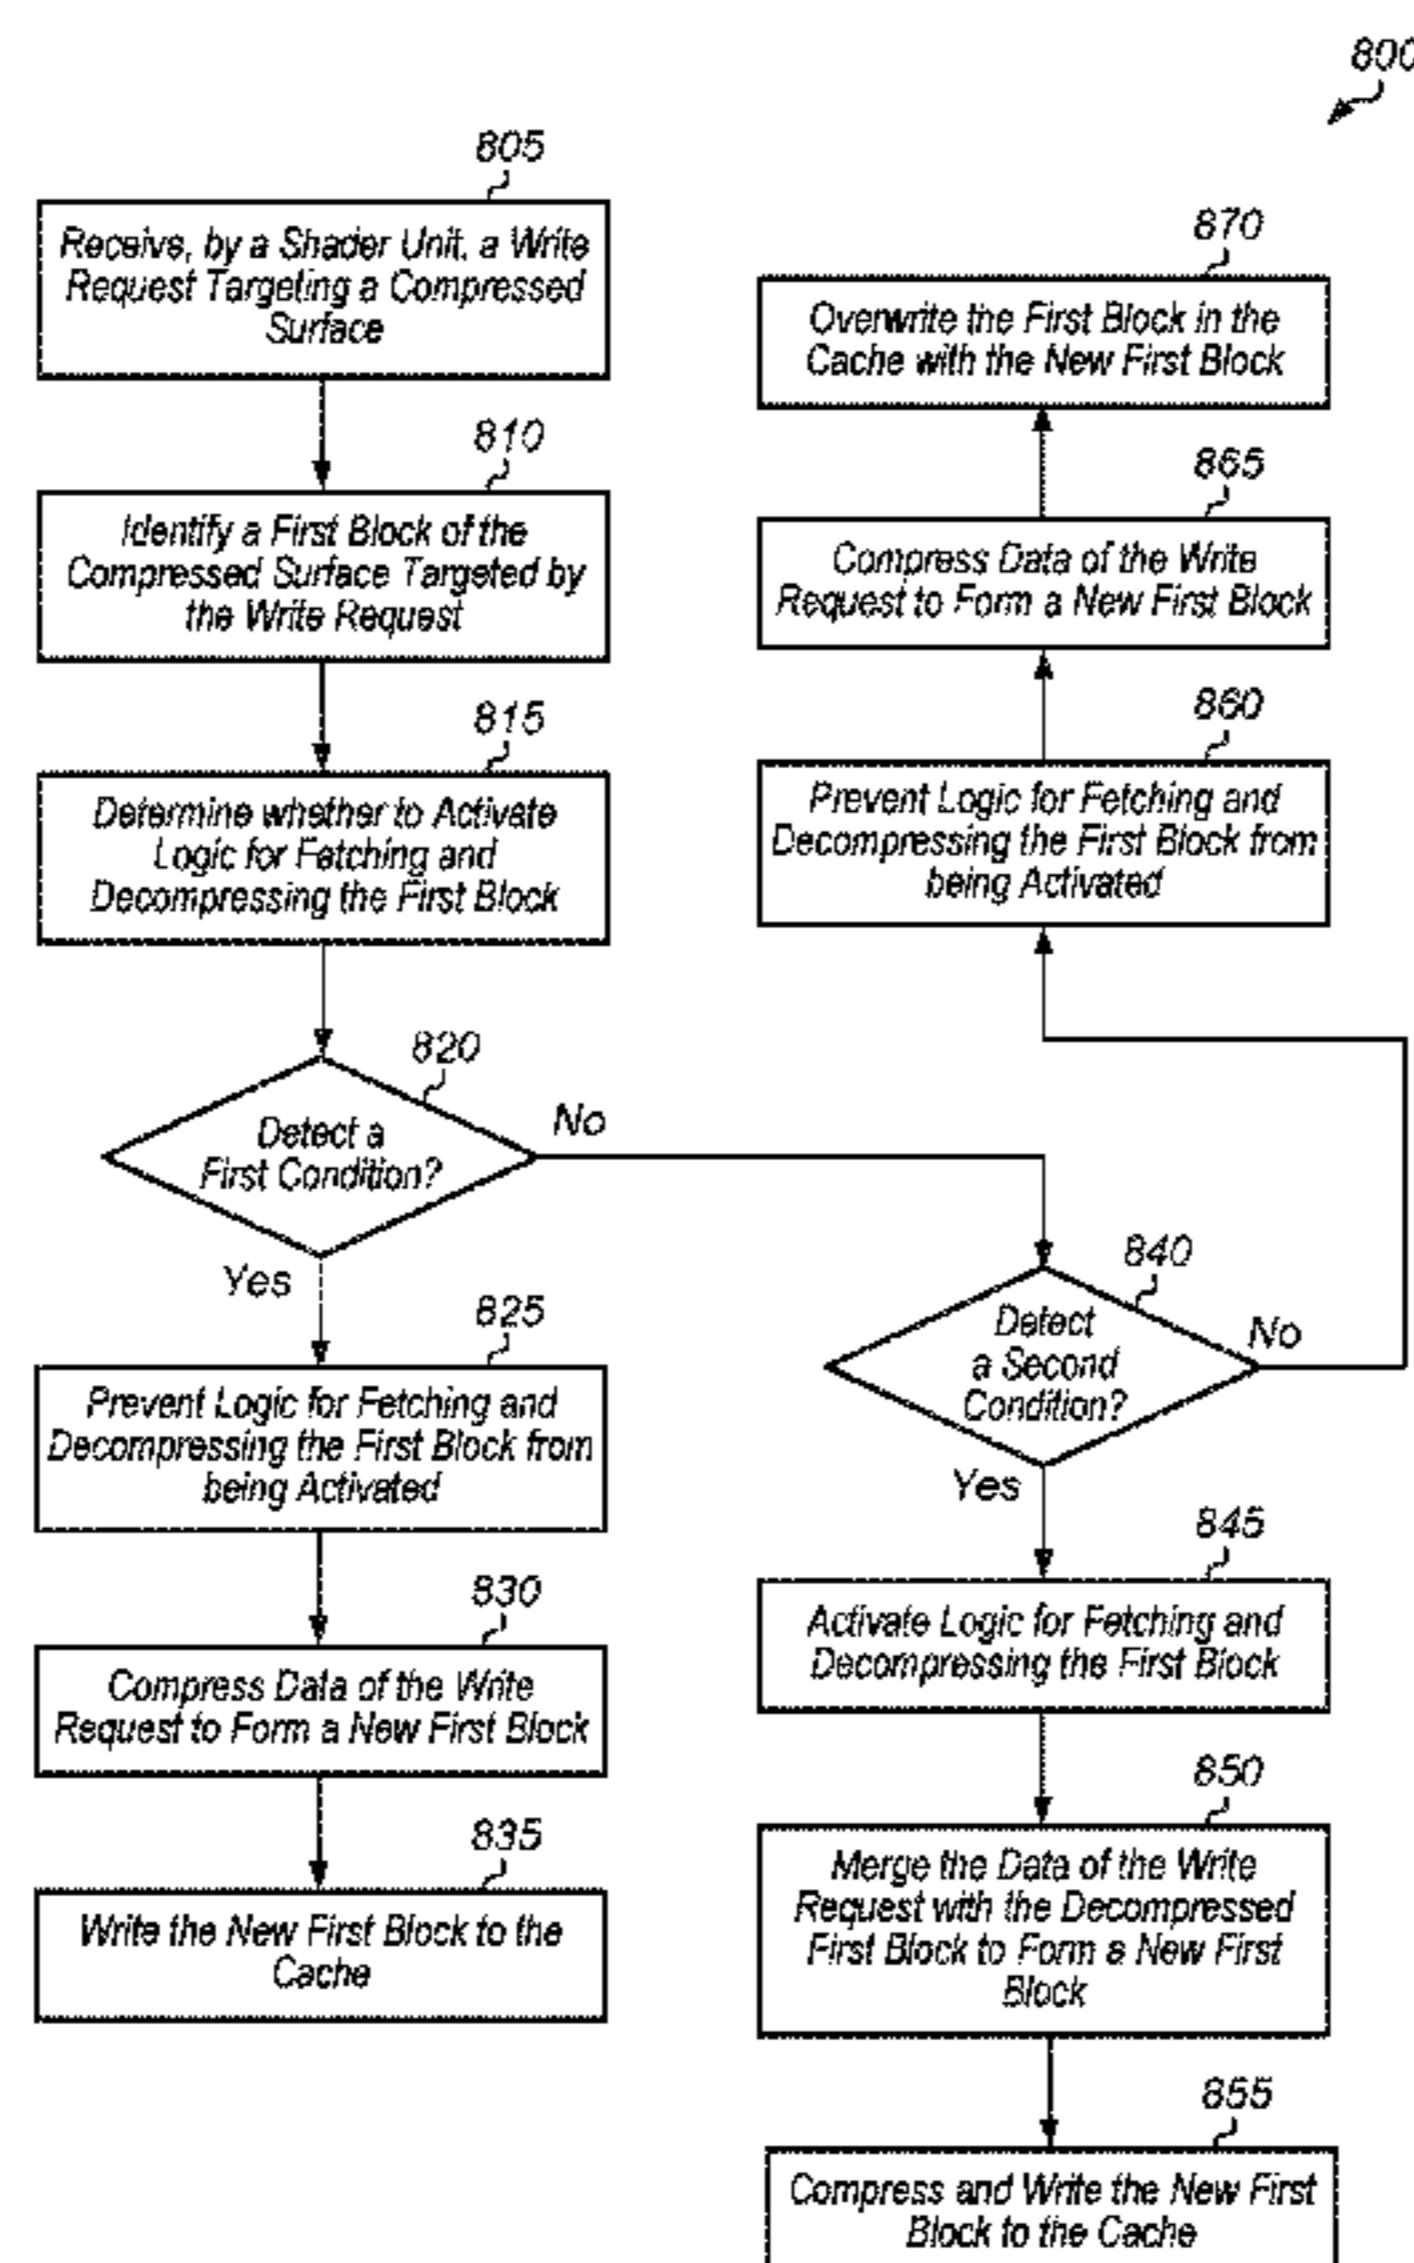 800
805
Receive, by a Shader Unit, a Write
Request Targeting a Compressed
Surface
810
Identify a First Block of the
Compressed Surface Targeted by
the Write Request
815
Determine whether to Activate
Logic for Fetching and
Decompressing the First Block
820
Detect a
First Condition?
No
Yes
825
Prevent Logic for Fetching and
Decompressing the First Block from
being Activated
830
Compress Data of the Write
Request to Form a New First Block
835
Write the New First Block to the
Cache
870
Overwrite the First Block in the
Cache with the New First Block
865
Compress Data of the Write
Request to Form a New First Block
860
Prevent Logic for Fetching and
Decompressing the First Block from
being Activated
840
Detect
a Second
Condition?
No
Yes
845
Activate Logic for Fetching and
Decompressing the First Block
850
Merge the Data of the Write
Request with the Decompressed
First Block to Form a New First
Block
855
Compress and Write the New First
Block to the Cache